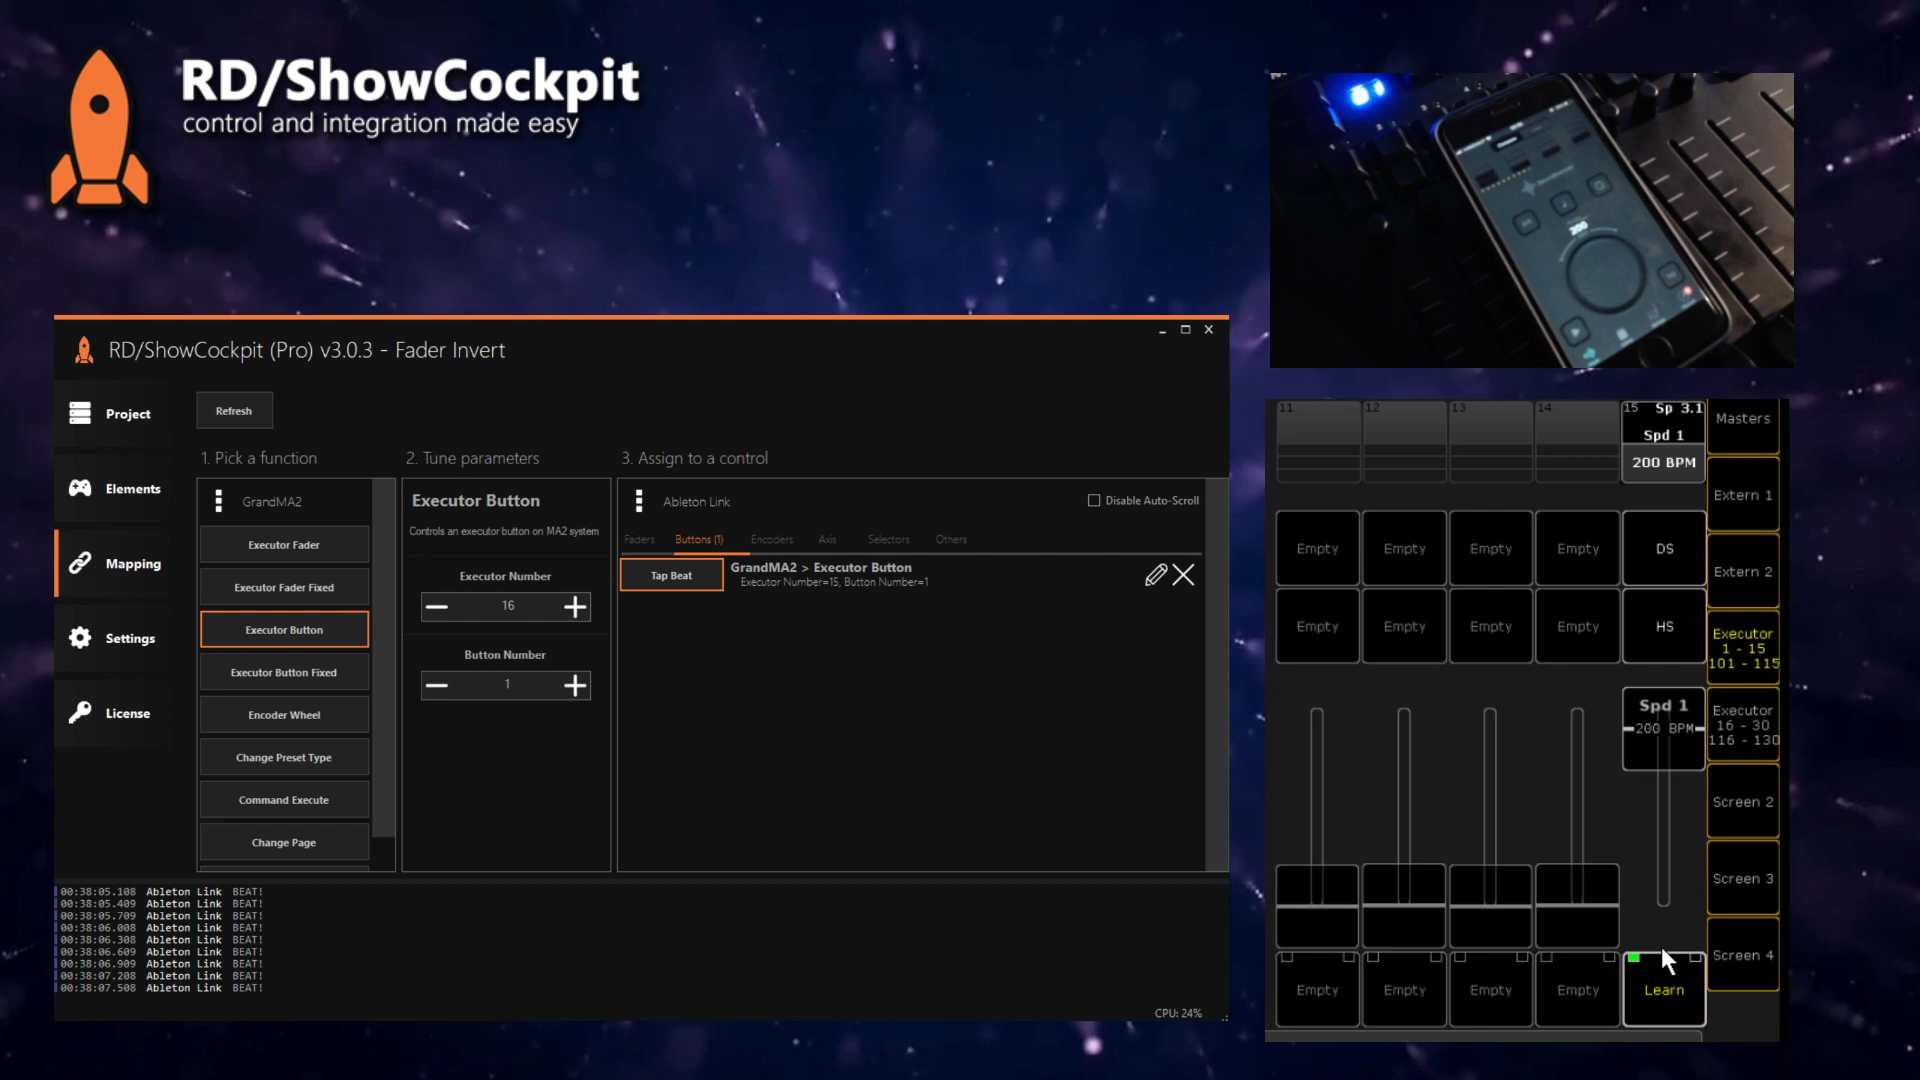 RD/ShowCockpit
control and integration made easy
200
RD/ShowCockpit (Pro) v3.0.3 - Fader Invert
Project
Elements
Mapping
Settings
License
Refresh
1. Pick a function
2. Tune parameters
3. Assign to a control
GrandMA2
Executor Fader
Executor Fader Fixed
Executor Button
Executor Button Fixed
Encoder Wheel
Change Preset Type
Command Execute
Change Page
Executor Button
Controls an executor button on MA2 system
Executor Number
16
Button Number
1
Ableton Link
Disable Auto-Scroll
Faders
Buttons (1)
Encoders
Axis
Selectors
Others
Tap Beat
GrandMA2 > Executor Button
Executor Number=15, Button Number=1
00:38:05.108 Ableton Link BEAT!
00:38:05.409 Ableton Link BEAT!
00:38:05.709 Ableton Link BEAT!
00:38:06.008 Ableton Link BEAT!
00:38:06.308 Ableton Link BEAT!
00:38:06.609 Ableton Link BEAT!
00:38:06.909 Ableton Link BEAT!
00:38:07.208 Ableton Link BEAT!
00:38:07.508 Ableton Link BEAT!
CPU: 24%
11
12
13
14
15 Sp 3.1
Spd 1
200 BPM
Empty
Empty
Empty
Empty
DS
Empty
Empty
Empty
Empty
HS
Spd 1
200 BPM
Empty
Empty
Empty
Empty
Learn
Masters
Extern 1
Extern 2
Executor
1 - 15
101 - 115
Executor
16 - 30
116 - 130
Screen 2
Screen 3
Screen 4